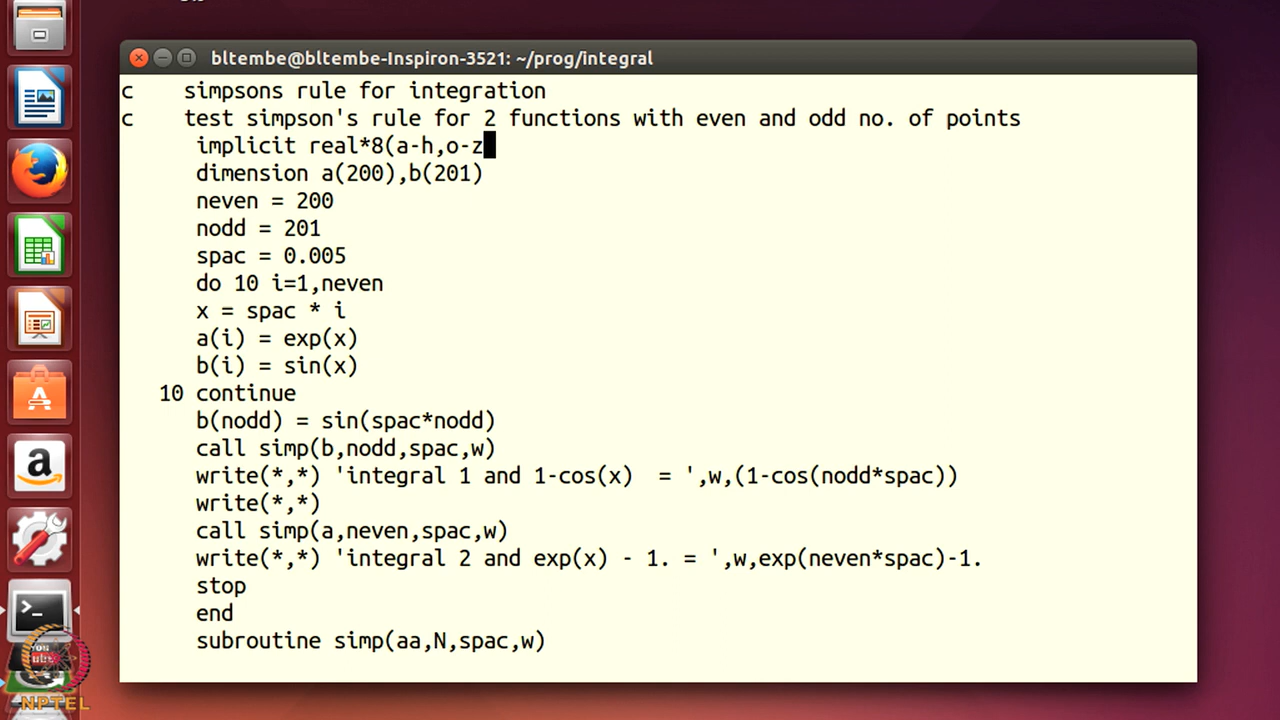 bltembe@bltembe-Inspiron-3521: ~/prog/integral
c    simpsons rule for integration
c    test simpson's rule for 2 functions with even and odd no. of points
      implicit real*8(a-h,o-z
      dimension a(200),b(201)
      neven = 200
      nodd = 201
      spac = 0.005
      do 10 i=1,neven
      x = spac * i
      a(i) = exp(x)
      b(i) = sin(x)
   10 continue
      b(nodd) = sin(spac*nodd)
      call simp(b,nodd,spac,w)
      write(*,*) 'integral 1 and 1-cos(x)  = ',w,(1-cos(nodd*spac))
      write(*,*)
      call simp(a,neven,spac,w)
      write(*,*) 'integral 2 and exp(x) - 1. = ',w,exp(neven*spac)-1.
      stop
      end
      subroutine simp(aa,N,spac,w)
NPTEL